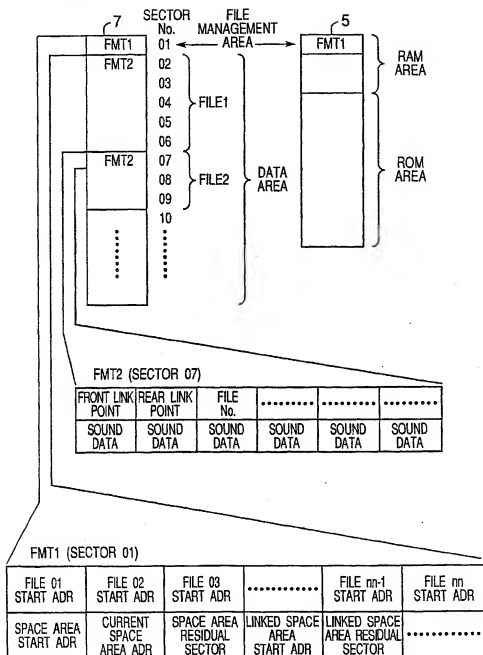 7
SECTOR No.
FILE MANAGEMENT AREA
5
FMT1
01
FMT1
RAM AREA
FMT2
02
03
04
FILE1
05
06
ROM AREA
FMT2
07
08
FILE2
DATA AREA
09
10
FMT2 (SECTOR 07)
FRONT LINK POINT
REAR LINK POINT
FILE No.
SOUND DATA
SOUND DATA
SOUND DATA
SOUND DATA
SOUND DATA
SOUND DATA
FMT1 (SECTOR 01)
FILE 01 START ADR
FILE 02 START ADR
FILE 03 START ADR
FILE nn-1 START ADR
FILE nn START ADR
SPACE AREA START ADR
CURRENT SPACE AREA ADR
SPACE AREA RESIDUAL SECTOR
LINKED SPACE AREA START ADR
LINKED SPACE AREA RESIDUAL SECTOR